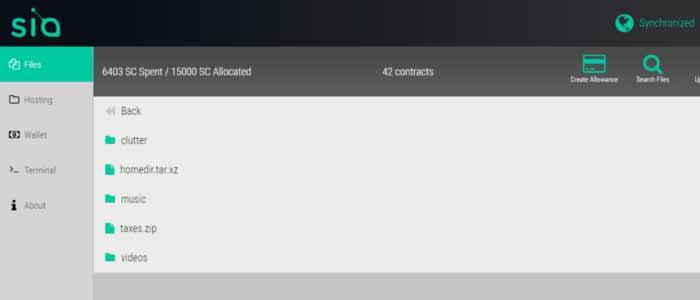 sia
Synchronized
Files
6403 SC Spent / 15000 SC Allocated
42 contracts
Create Allowance
Search Files
Back
Hosting
clutter
Wallet
homedir.tar.xz
Terminal
music
About
taxes.zip
videos